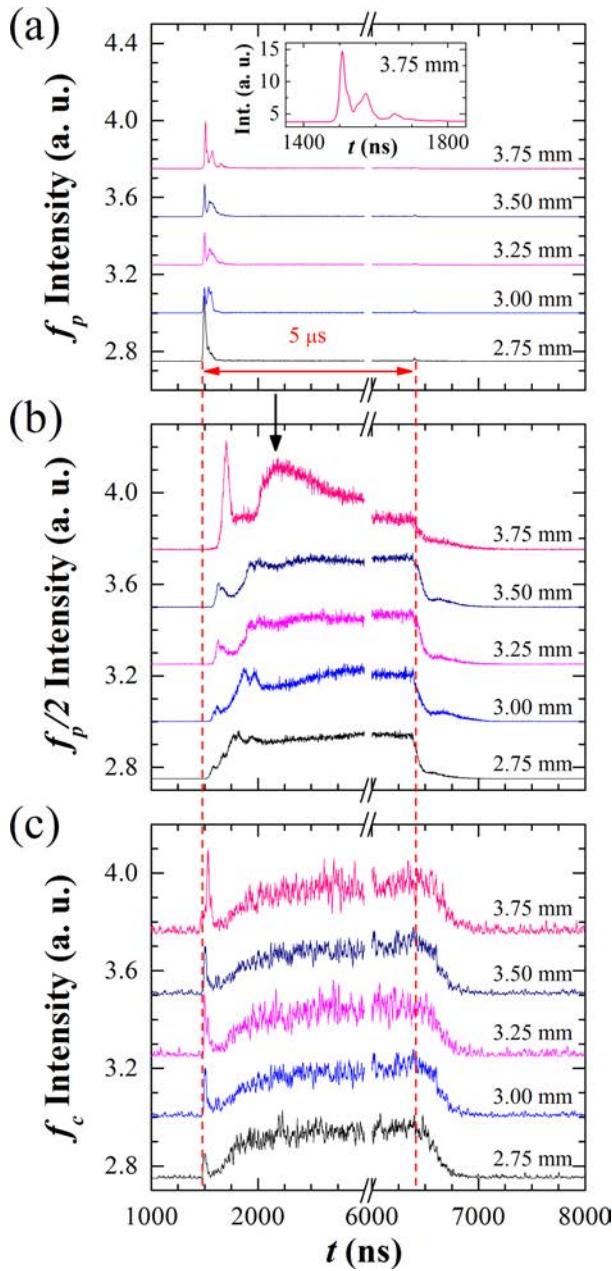 (a)
f_p Intensity (a. u.)
4.4
4.0
3.6
3.2
2.8
Int. (a. u.)
15
10
5
3.75 mm
1400
1800
t (ns)
3.75 mm
3.50 mm
3.25 mm
3.00 mm
2.75 mm
5 μs
(b)
f_p/2 Intensity (a. u.)
4.0
3.6
3.2
2.8
3.75 mm
3.50 mm
3.25 mm
3.00 mm
2.75 mm
(c)
f_c Intensity (a. u.)
4.0
3.6
3.2
2.8
3.75 mm
3.50 mm
3.25 mm
3.00 mm
2.75 mm
1000 2000 6000 7000 8000
t (ns)